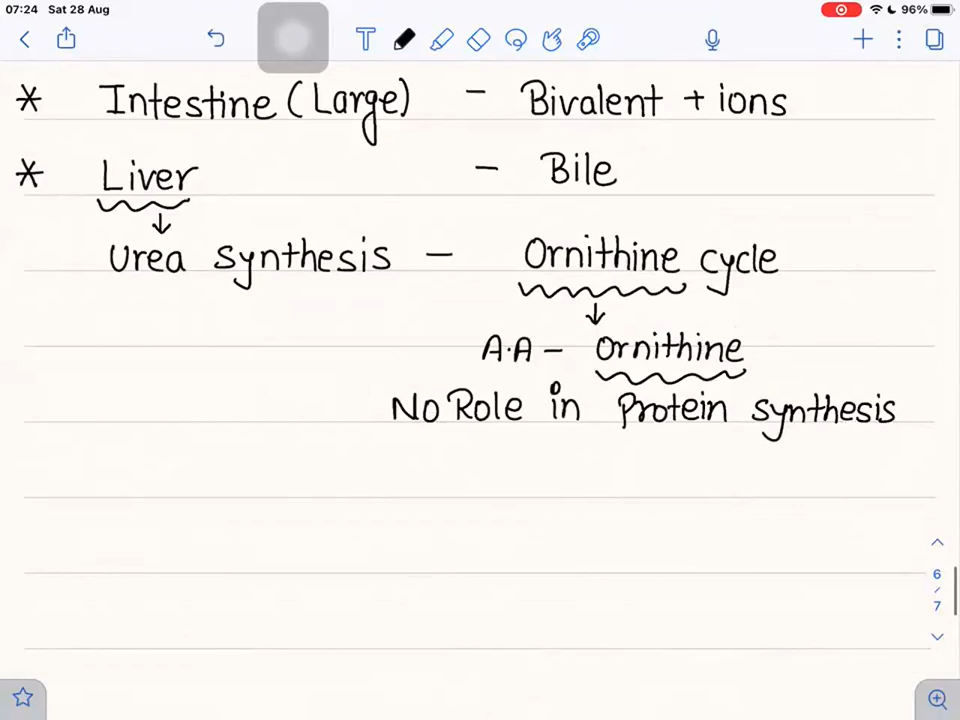 07:24 Sat 28 Aug 96%
T
* Intestine (Large) - Bivalent + ions
* Liver - Bile
↓
Urea synthesis - Ornithine cycle
↓
A.A - Ornithine
No Role in Protein synthesis
6
/
7